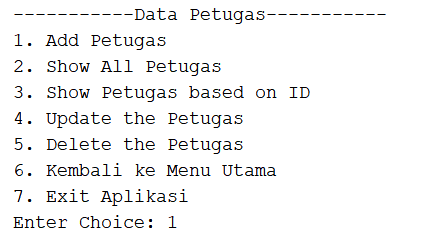 -----------Data Petugas-----------
1. Add Petugas
2. Show All Petugas
3. Show Petugas based on ID
4. Update the Petugas
5. Delete the Petugas
6. Kembali ke Menu Utama
7. Exit Aplikasi
Enter Choice: 1